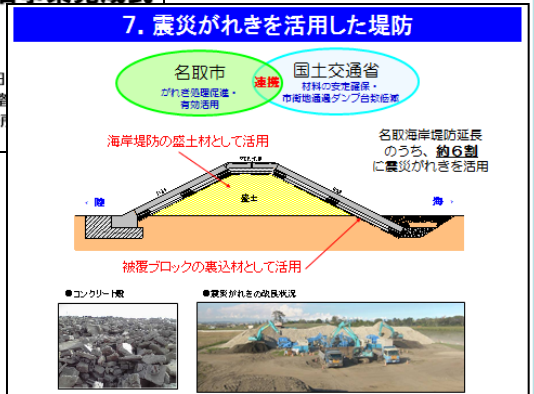 7. 震災がれきを活用した堤防
名取市
がれき処理促進・
有効活用
連携
国土交通省
材料の安定確保・
市街地通過ダンプ台数低減
海岸堤防の盛土材として活用
名取海岸堤防延長
のうち、約6割
に震災がれきを活用
陸
盛土
海
被覆ブロックの裏込材として活用
●コンクリート殻
●震災がれきの改良状況